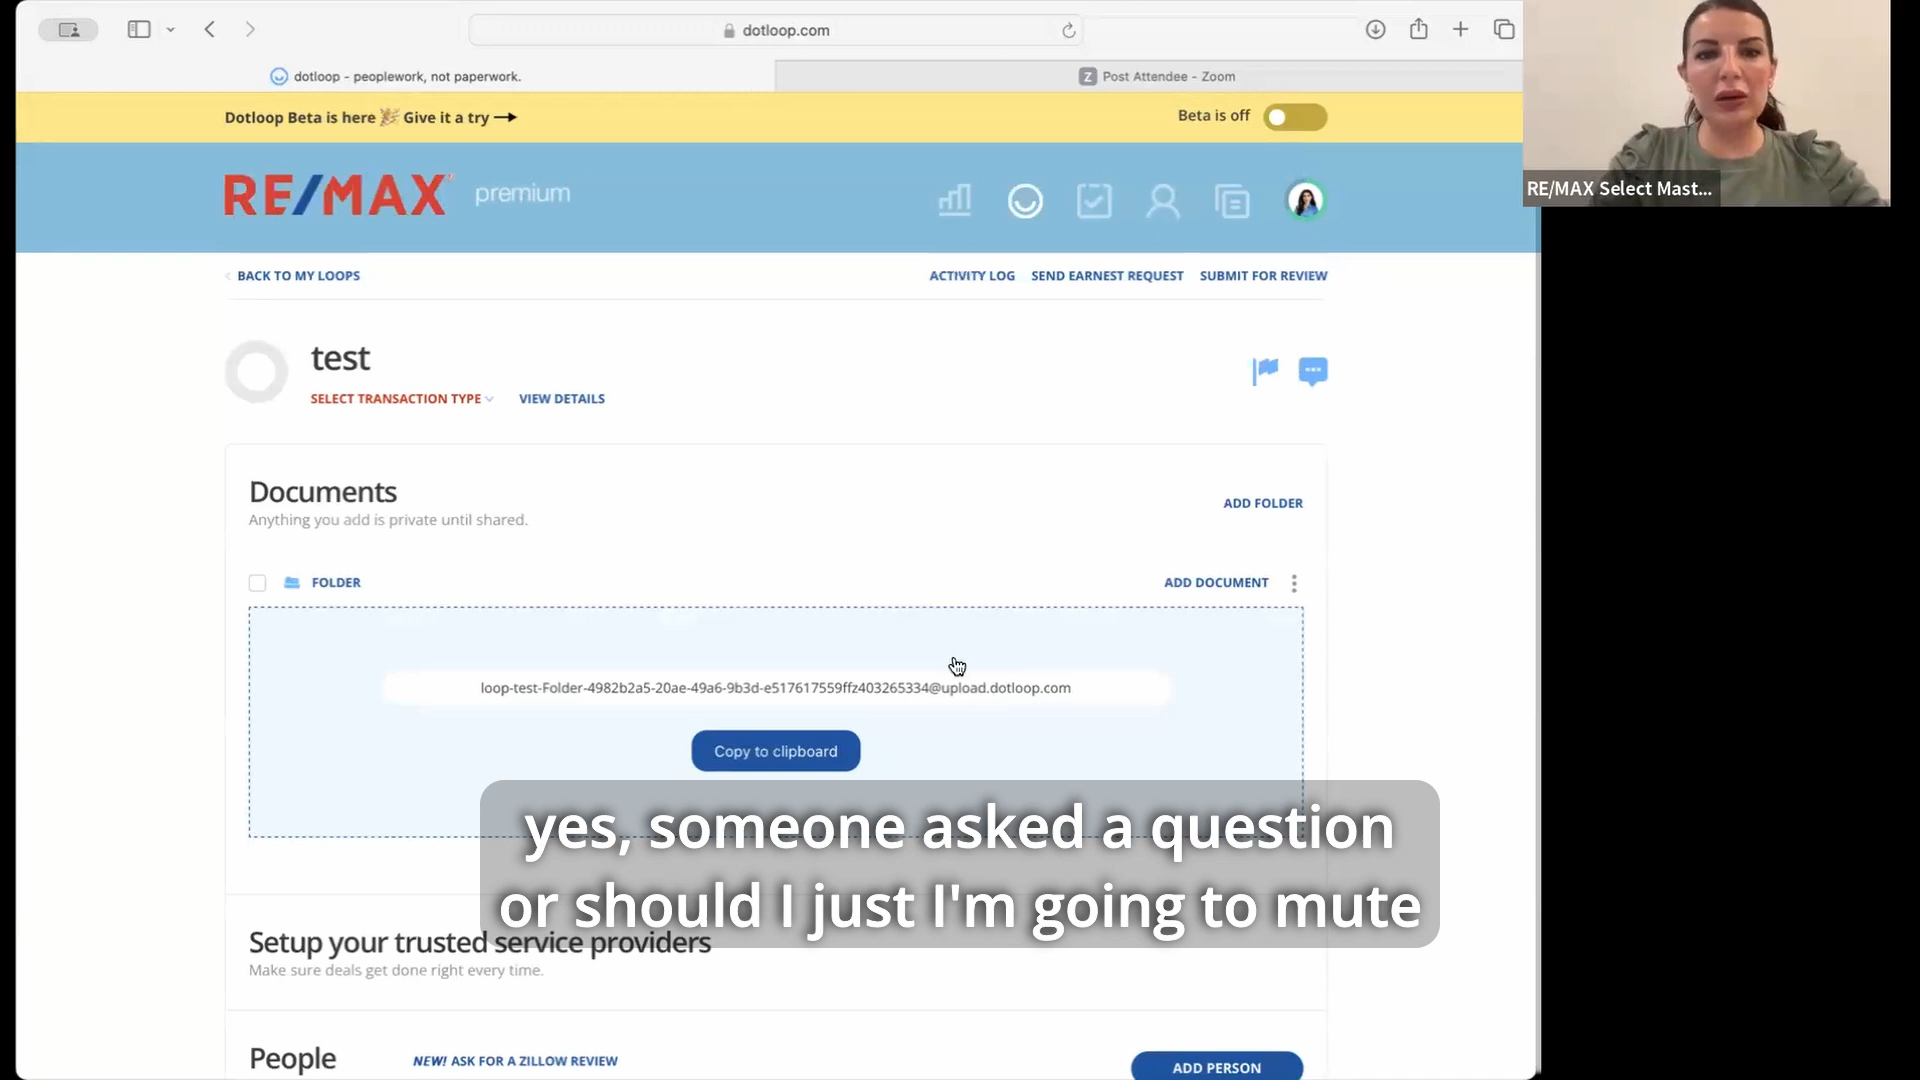 dotloop.com
dotloop - peoplework, not paperwork.
Z Post Attendee - Zoom
Dotloop Beta is here Give it a try
Beta is off
RE/MAX premium
RE/MAX Select Mast...
BACK TO MY LOOPS
ACTIVITY LOG SEND EARNEST REQUEST SUBMIT FOR REVIEW
test
SELECT TRANSACTION TYPE VIEW DETAILS
Documents
Anything you add is private until shared.
ADD FOLDER
FOLDER
ADD DOCUMENT
loop-test-Folder-4982b2a5-20ae-49a6-9b3d-e517617559ffz403265334@upload.dotloop.com
Copy to clipboard
yes, someone asked a question
or should I just I'm going to mute
Setup your trusted service providers
Make sure deals get done right every time.
People
NEW! ASK FOR A ZILLOW REVIEW
ADD PERSON